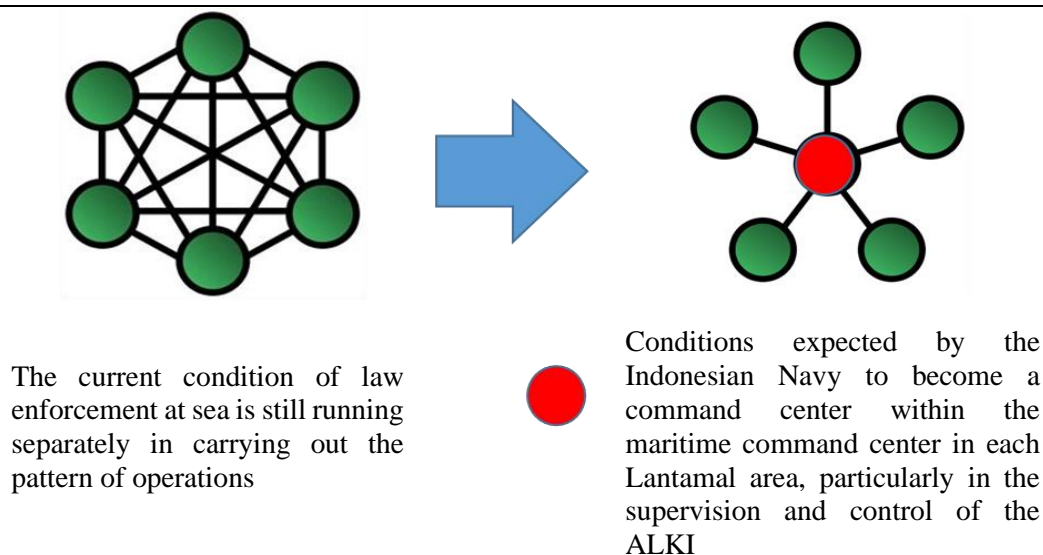 The current condition of law
enforcement at sea is still running
separately in carrying out the
pattern of operations
Conditions expected by the
Indonesian Navy to become a
command center within the
maritime command center in each
Lantamal area, particularly in the
supervision and control of the
ALKI